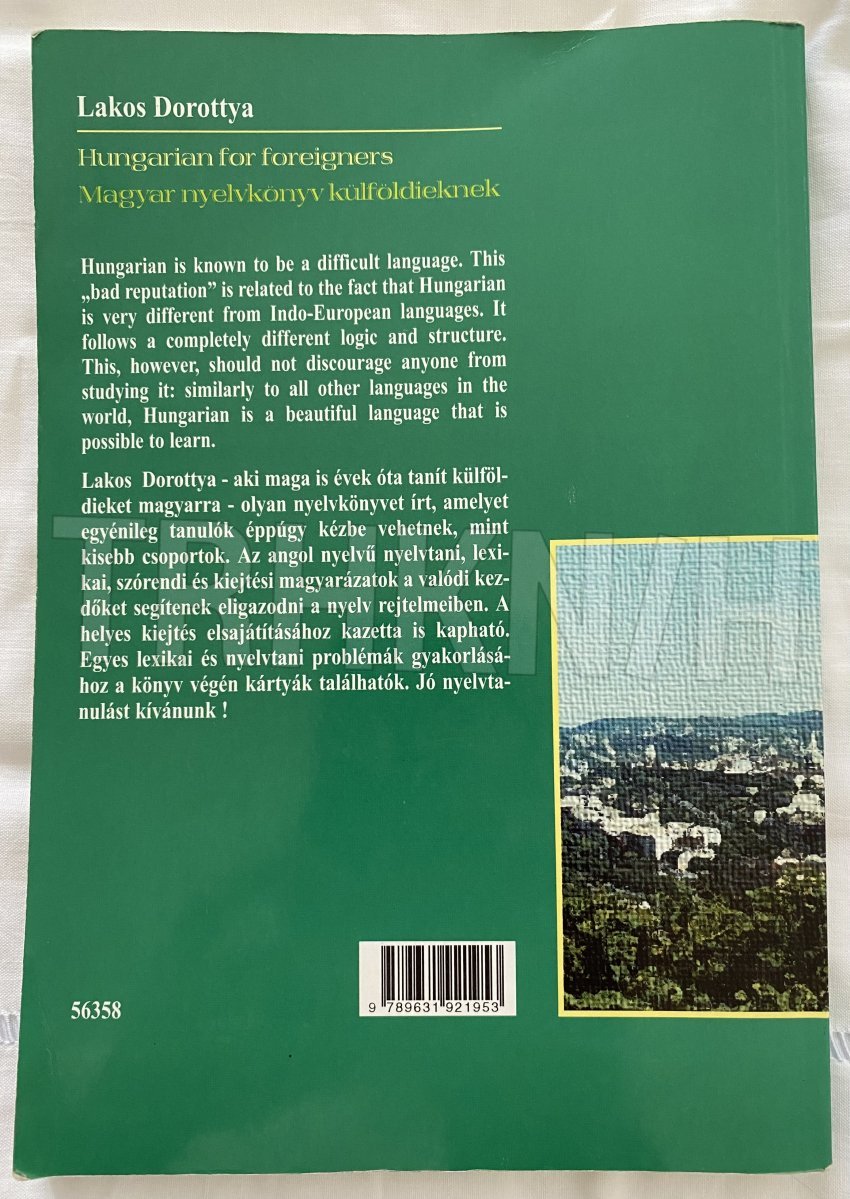 Lakos Dorottya
Hungarian for foreigners
Magyar nyelvkönyv külföldieknek
Hungarian is known to be a difficult language. This
„bad reputation” is related to the fact that Hungarian
is very different from Indo-European languages. It
follows a completely different logic and structure.
This, however, should not discourage anyone from
studying it: similarly to all other languages in the
world, Hungarian is a beautiful language that is
possible to learn.
Lakos Dorottya - aki maga is évek óta tanít külföl-
dieket magyarra - olyan nyelvkönyvet írt, amelyet
egyénileg tanulók éppúgy kézbe vehetnek, mint
kisebb csoportok. Az angol nyelvű nyelvtani, lexi-
kai, szórendi és kiejtési magyarázatok a valódi kez-
dőket segítenek eligazodni a nyelv rejtelmeiben. A
helyes kiejtés elsajátításához kazetta is kapható.
Egyes lexikai és nyelvtani problémák gyakorlásá-
hoz a könyv végén kártyák találhatók. Jó nyelvta-
nulást kívánunk !
56358
9 789631 921953